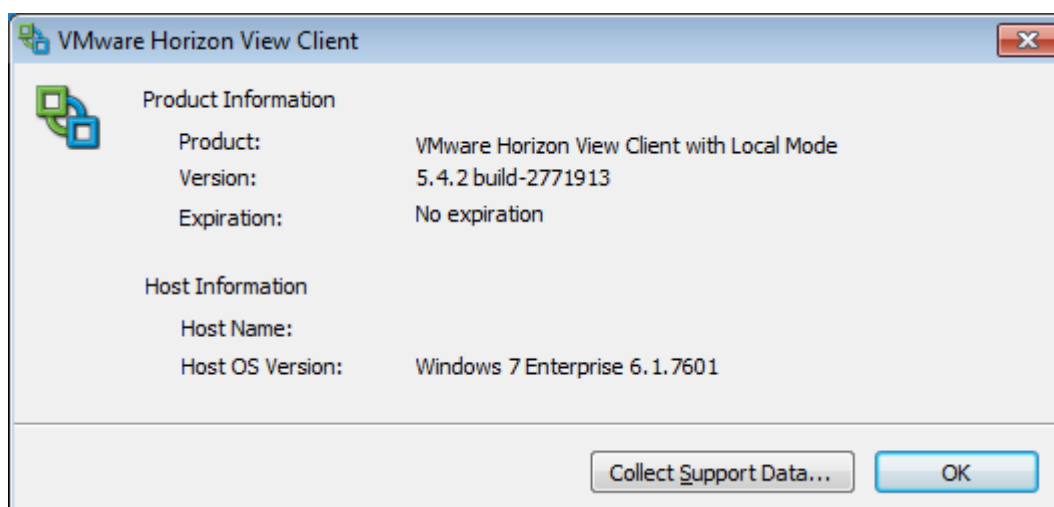 VMware Horizon View Client
Product Information
Product: VMware Horizon View Client with Local Mode
Version: 5.4.2 build-2771913
Expiration: No expiration
Host Information
Host Name:
Host OS Version: Windows 7 Enterprise 6.1.7601
Collect Support Data... OK